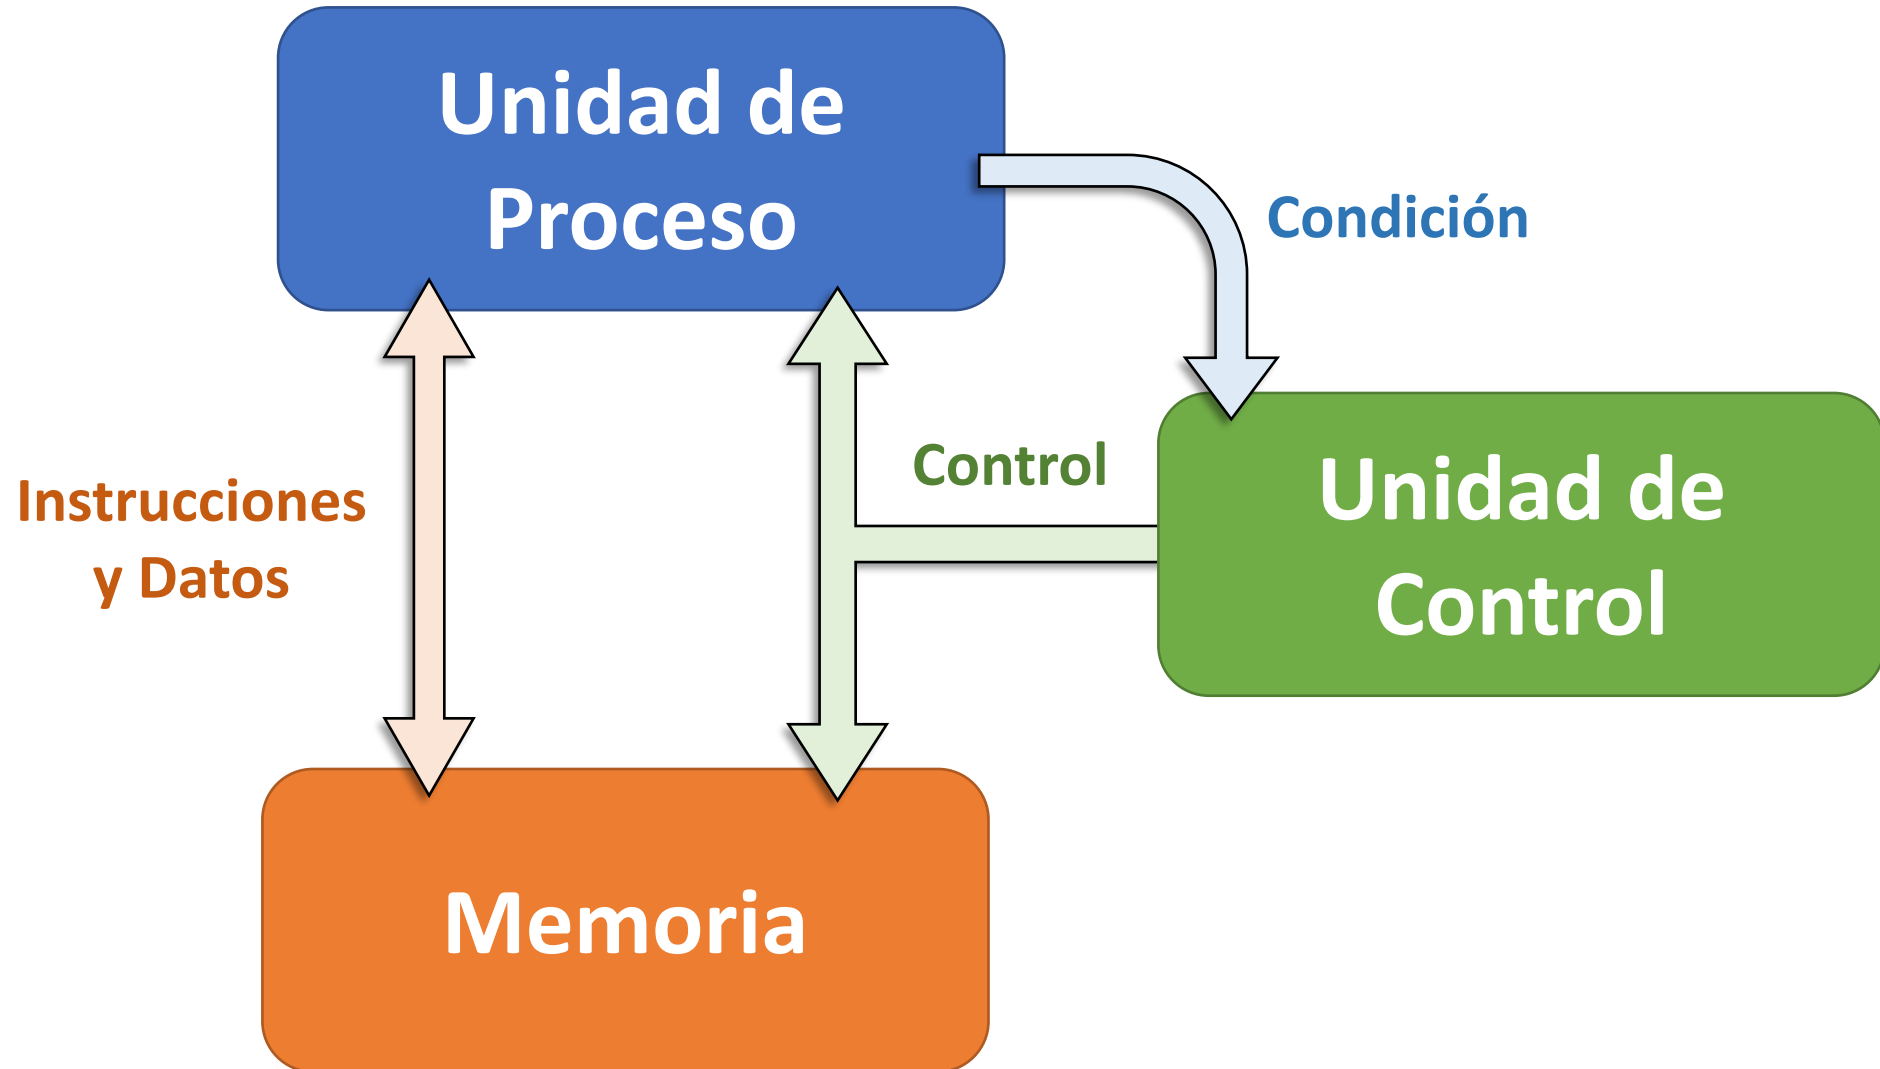 Unidad de
Proceso
Condición
Control
Instrucciones
y Datos
Unidad de
Control
Memoria